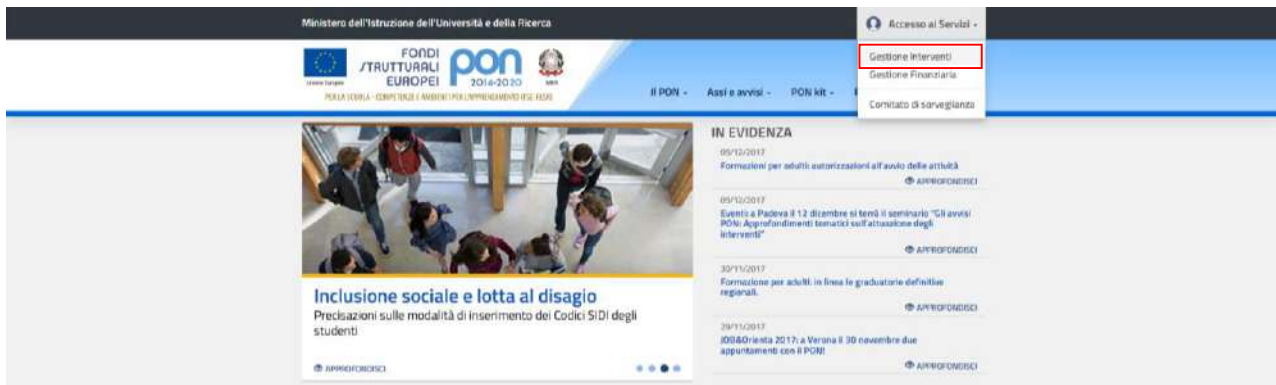 Ministero dell'Istruzione dell'Università e della Ricerca
Accesso ai Servizi
Gestione Interventi
Gestione Finanziaria
Comitato di sorveglianza
FONDI
STRUTTURALI
EUROPEI
pon
2014-2020
MIUR
Unione Europea
PER LA SCUOLA - COMPETENZE E AMBIENTI PER L'APPRENDIMENTO (FSE-FESR)
Il PON
Assi e avvisi
PON kit
IN EVIDENZA
05/12/2017
Formazioni per adulti: autorizzazioni all'avvio delle attività
APPROFONDISCI
05/12/2017
Eventi: a Padova il 12 dicembre si terrà il seminario "Gli avvisi
PON: Approfondimenti tematici sull'attuazione degli
interventi"
APPROFONDISCI
30/11/2017
Formazione per adulti: in linea le graduatorie definitive
regionali.
APPROFONDISCI
29/11/2017
JOB&Orienta 2017: a Verona il 30 novembre due
appuntamenti con il PON!
APPROFONDISCI
Inclusione sociale e lotta al disagio
Precisazioni sulle modalità di inserimento dei Codici SIDI degli
studenti
APPROFONDISCI